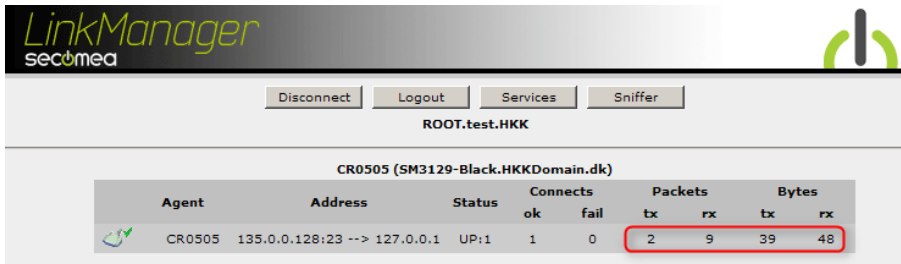 LinkManager
secomea
Disconnect Logout Services Sniffer
ROOT.test.HKK
CR0505 (SM3129-Black.HKKDomain.dk)
Agent Address Status Connects Packets Bytes
ok fail tx rx tx rx
CR0505 135.0.0.128:23 --> 127.0.0.1 UP:1 1 0 2 9 39 48